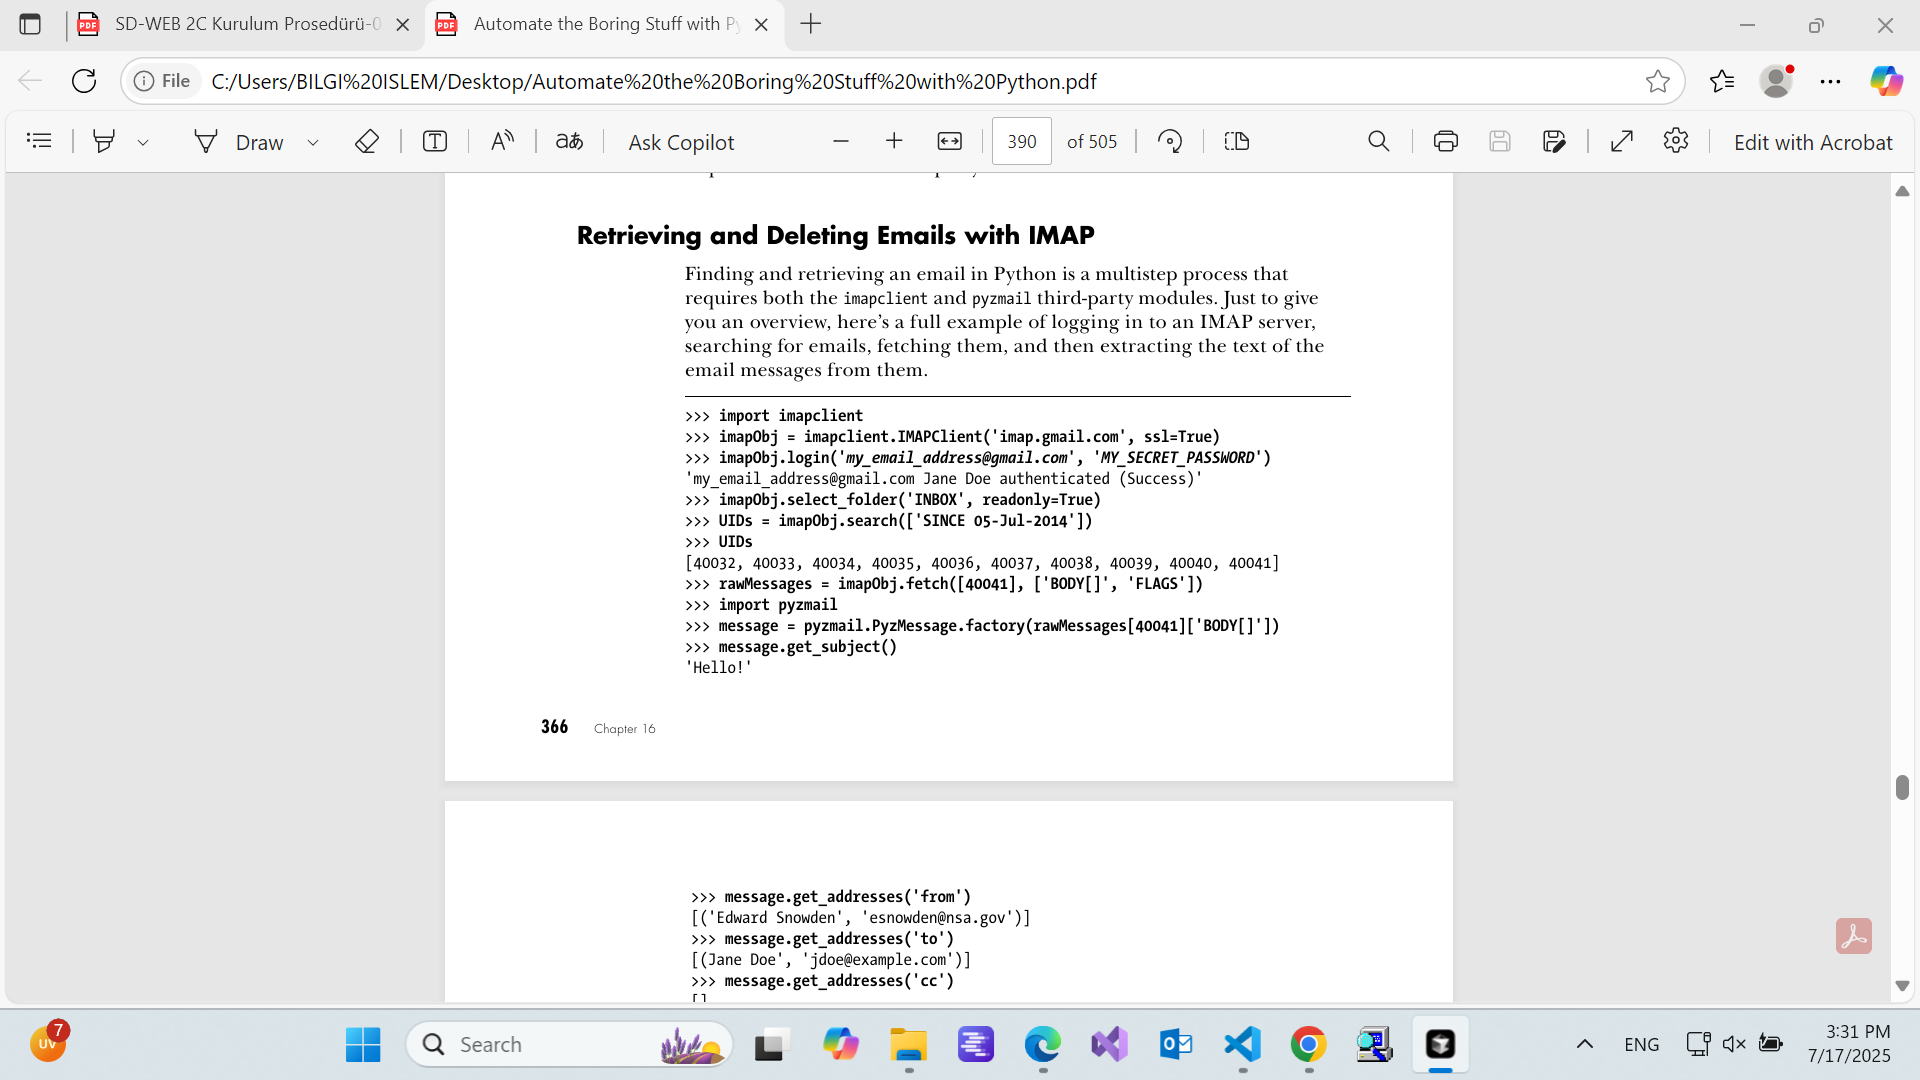 SD-WEB 2C Kurulum Prosedürü-0
Automate the Boring Stuff with Py
File
C:/Users/BILGI%20ISLEM/Desktop/Automate%20the%20Boring%20Stuff%20with%20Python.pdf
Draw
Ask Copilot
390
of 505
Edit with Acrobat
Retrieving and Deleting Emails with IMAP
Finding and retrieving an email in Python is a multistep process that
requires both the imapclient and pyzmail third-party modules. Just to give
you an overview, here’s a full example of logging in to an IMAP server,
searching for emails, fetching them, and then extracting the text of the
email messages from them.
>>> import imapclient
>>> imapObj = imapclient.IMAPClient('imap.gmail.com', ssl=True)
>>> imapObj.login('my_email_address@gmail.com', 'MY_SECRET_PASSWORD')
'my_email_address@gmail.com Jane Doe authenticated (Success)'
>>> imapObj.select_folder('INBOX', readonly=True)
>>> UIDs = imapObj.search(['SINCE 05-Jul-2014'])
>>> UIDs
[40032, 40033, 40034, 40035, 40036, 40037, 40038, 40039, 40040, 40041]
>>> rawMessages = imapObj.fetch([40041], ['BODY[]', 'FLAGS'])
>>> import pyzmail
>>> message = pyzmail.PyzMessage.factory(rawMessages[40041]['BODY[]'])
>>> message.get_subject()
'Hello!'
366 Chapter 16
>>> message.get_addresses('from')
[('Edward Snowden', 'esnowden@nsa.gov')]
>>> message.get_addresses('to')
[(Jane Doe', 'jdoe@example.com')]
>>> message.get_addresses('cc')
[]
UV
7
Search
ENG
3:31 PM
7/17/2025